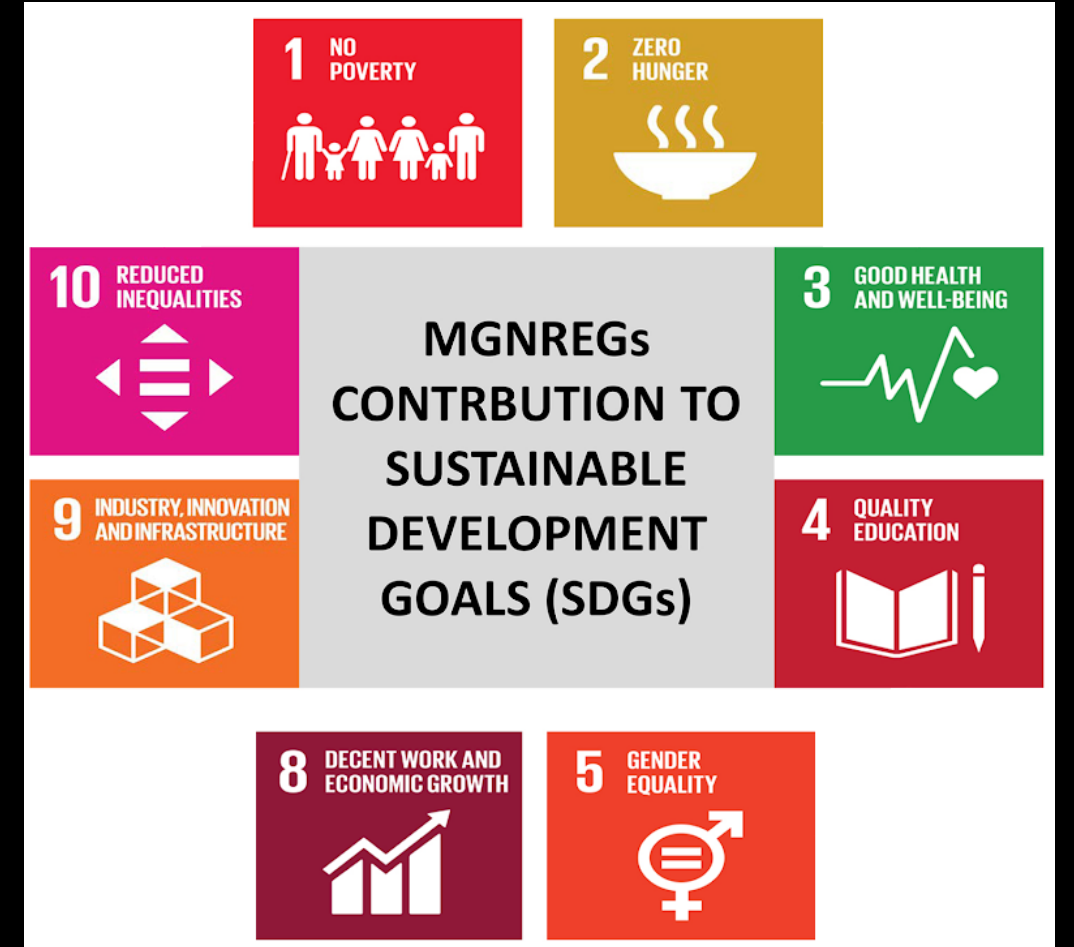 1 NO
POVERTY
2 ZERO
HUNGER
10 REDUCED
INEQUALITIES
MGNREGs
CONTRBUTION TO
SUSTAINABLE
DEVELOPMENT
GOALS (SDGs)
3 GOOD HEALTH
AND WELL-BEING
9 INDUSTRY, INNOVATION
AND INFRASTRUCTURE
4 QUALITY
EDUCATION
8 DECENT WORK AND
ECONOMIC GROWTH
5 GENDER
EQUALITY